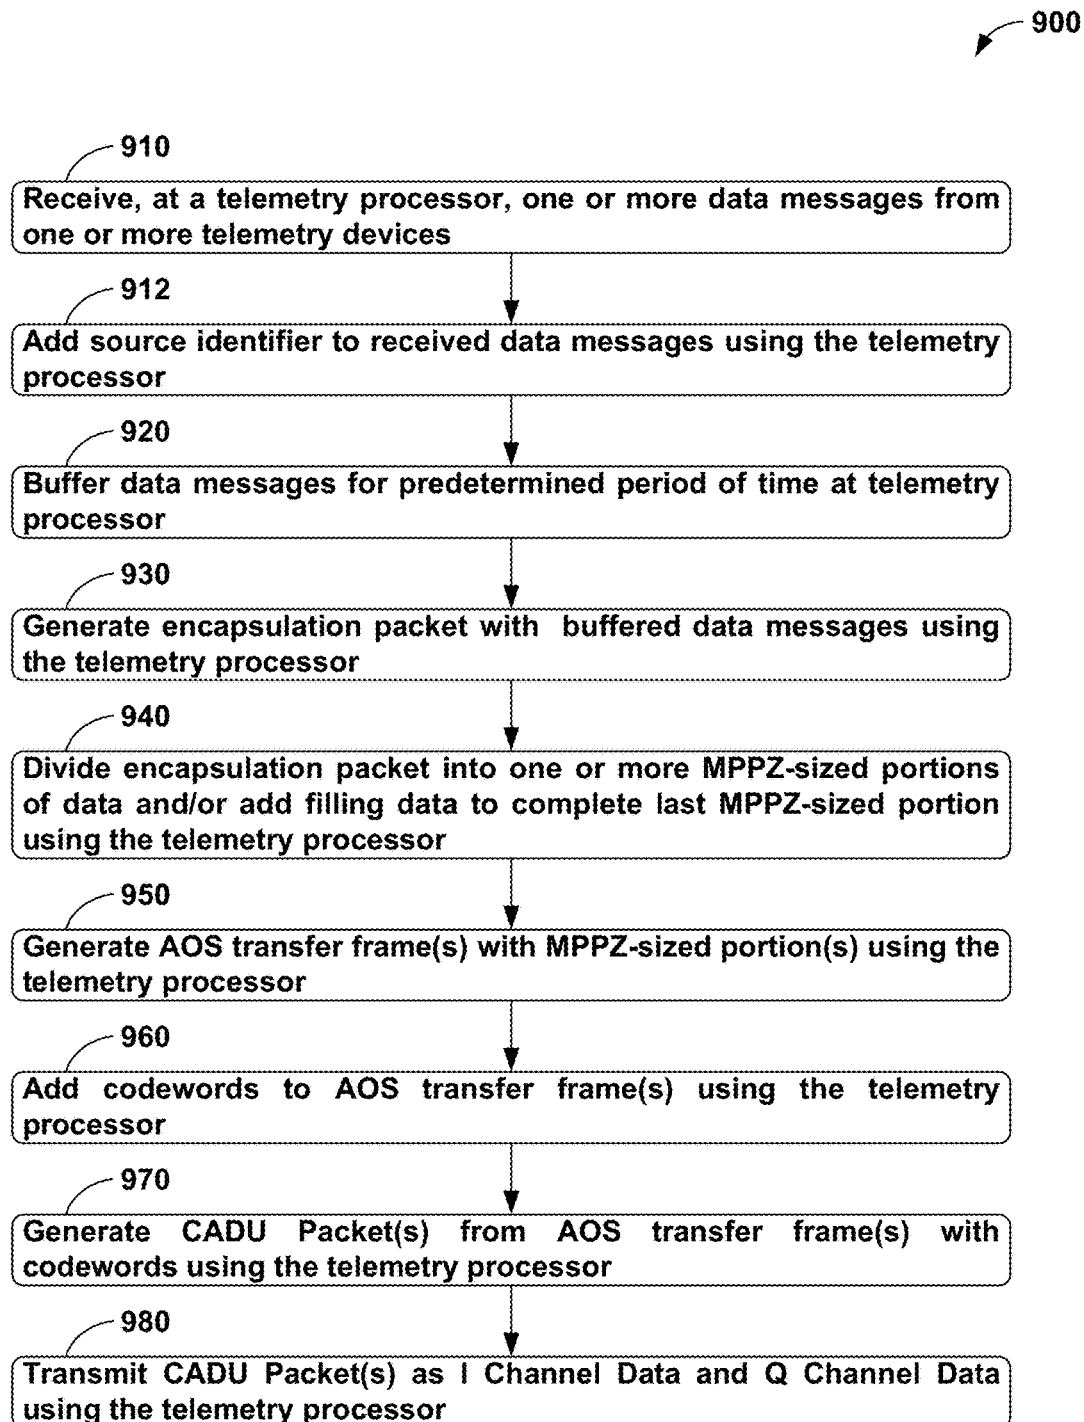 900
910
Receive, at a telemetry processor, one or more data messages from
one or more telemetry devices
912
Add source identifier to received data messages using the telemetry
processor
920
Buffer data messages for predetermined period of time at telemetry
processor
930
Generate encapsulation packet with buffered data messages using
the telemetry processor
940
Divide encapsulation packet into one or more MPPZ-sized portions
of data and/or add filling data to complete last MPPZ-sized portion
using the telemetry processor
950
Generate AOS transfer frame(s) with MPPZ-sized portion(s) using the
telemetry processor
960
Add codewords to AOS transfer frame(s) using the telemetry
processor
970
Generate CADU Packet(s) from AOS transfer frame(s) with
codewords using the telemetry processor
980
Transmit CADU Packet(s) as I Channel Data and Q Channel Data
using the telemetry processor